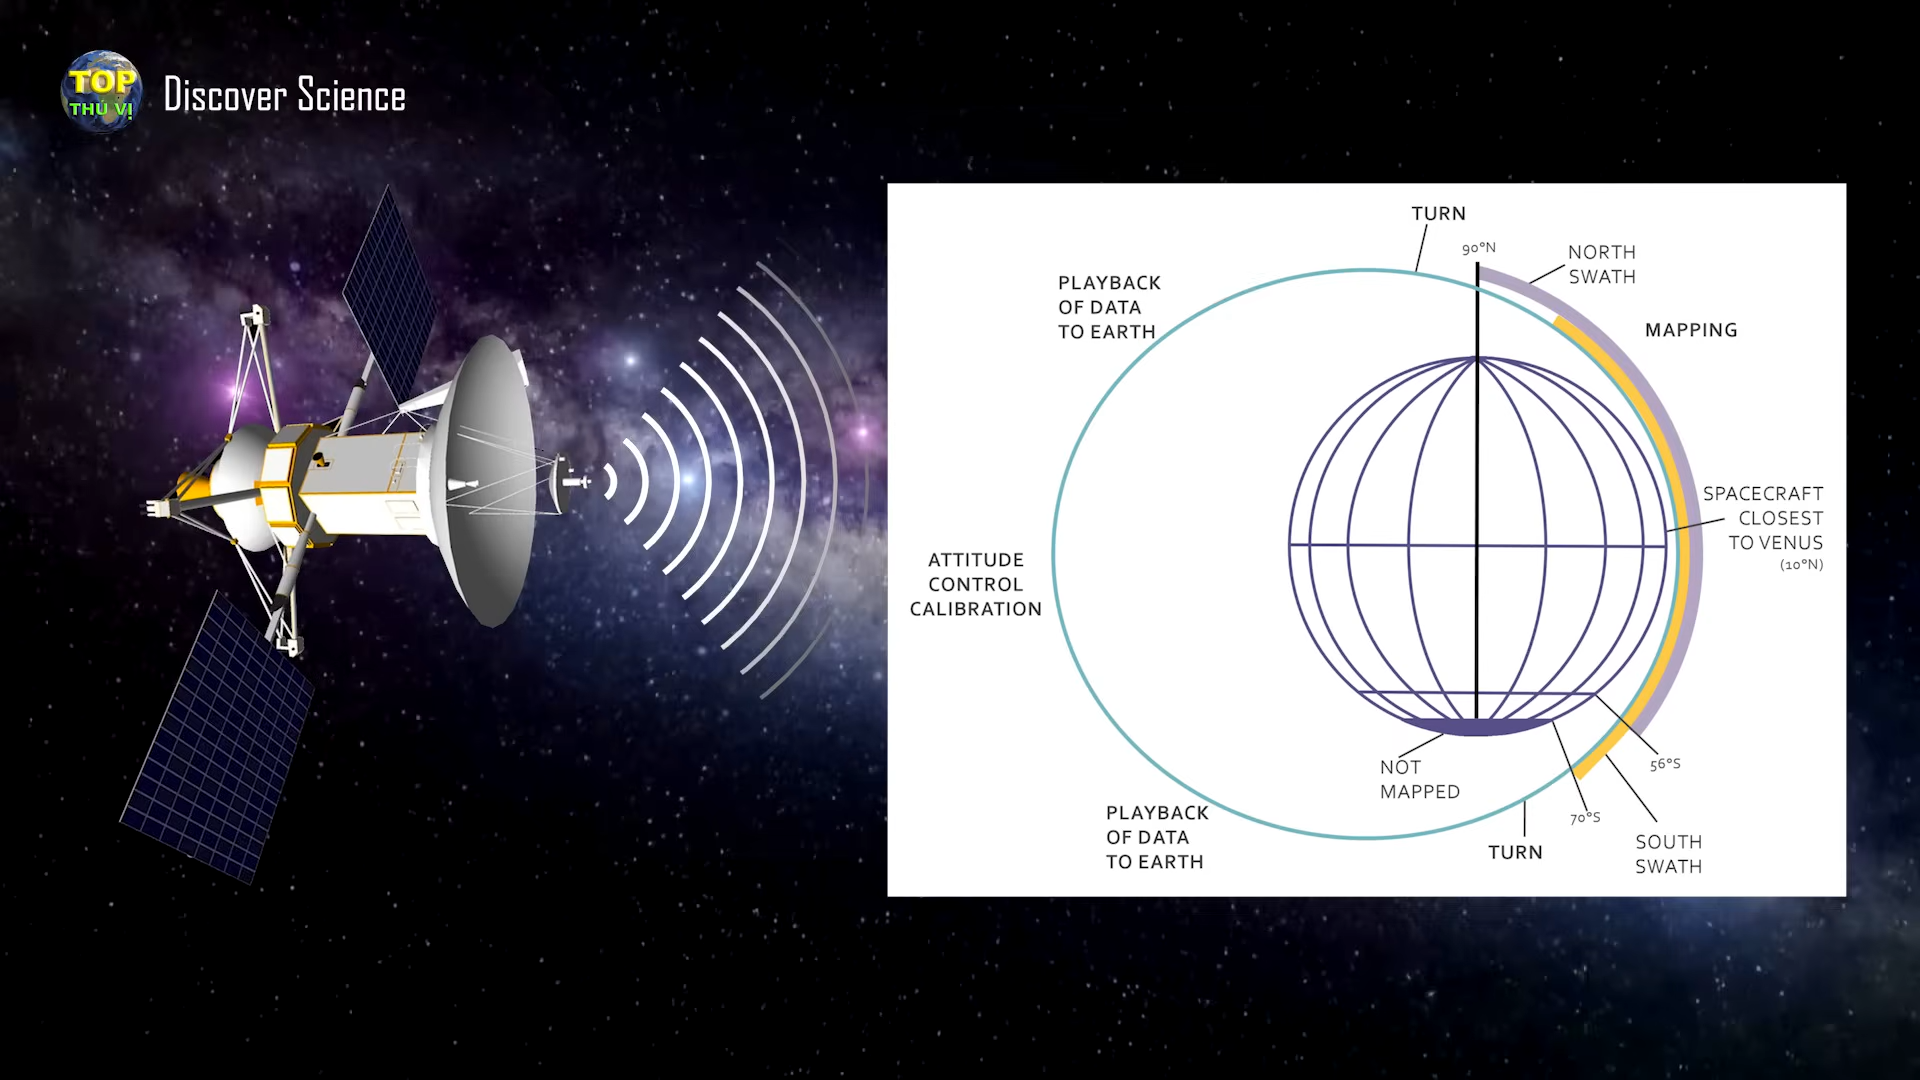 TOP
THÚ VỊ
Discover Science
TURN
90°N
NORTH
SWATH
PLAYBACK
OF DATA
TO EARTH
MAPPING
SPACECRAFT
CLOSEST
TO VENUS
(10°N)
ATTITUDE
CONTROL
CALIBRATION
NOT
MAPPED
56°S
70°S
PLAYBACK
OF DATA
TO EARTH
TURN
SOUTH
SWATH